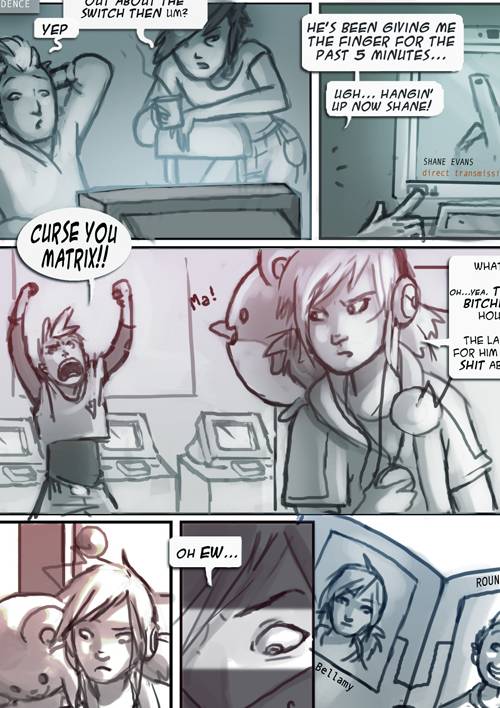 DENCE
OUT ABOUT THE
SWITCH THEN UM?
YEP
HE'S BEEN GIVING ME
THE FINGER FOR THE
PAST 5 MINUTES...
UGH... HANGIN'
UP NOW SHANE!
SHANE EVANS
direct transmissi
CURSE YOU
MATRIX!!
Ma!
WHAT
OH...YEA. T
BITCHI
HOU
THE LA
FOR HIM
SHIT AB
OH EW...
ROUN
Bellamy